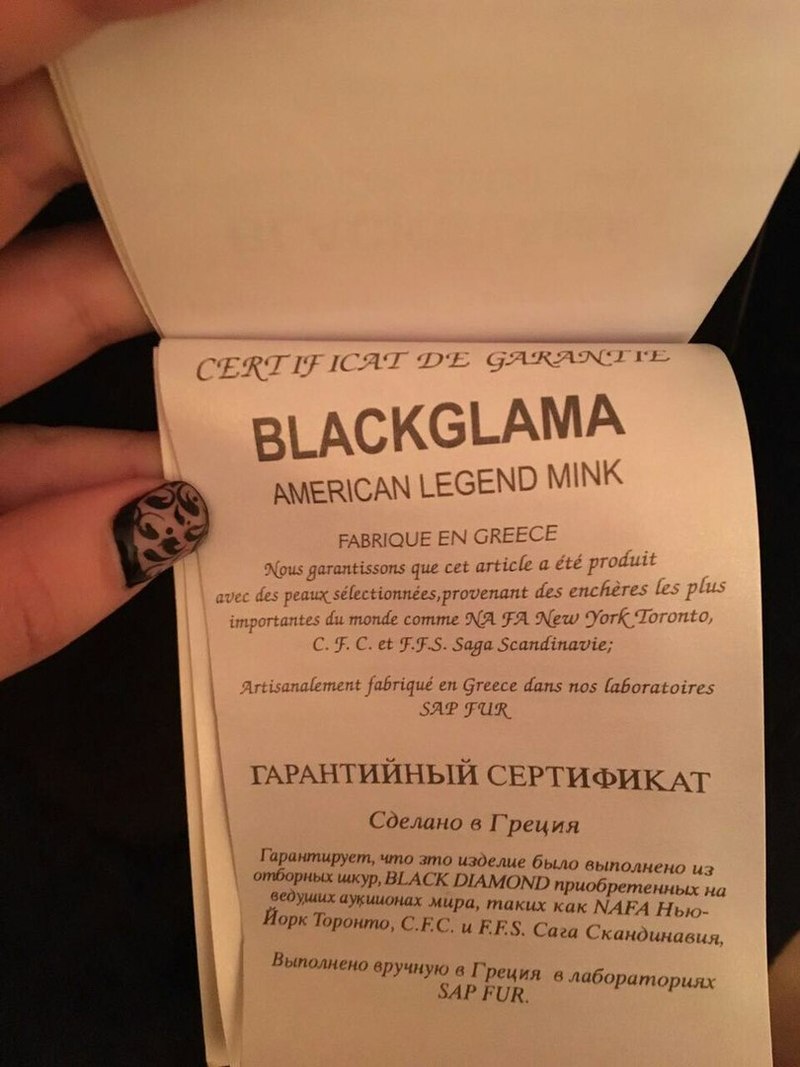 CERTIFICAT DE GARANTIE
BLACKGLAMA
AMERICAN LEGEND MINK
FABRIQUE EN GREECE
Nous garantissons que cet article a été produit
avec des peaux sélectionnées,provenant des enchères les plus
importantes du monde comme NA FA New York Toronto,
C. F. C. et F.F.S. Saga Scandinavie;
Artisanalement fabriqué en Greece dans nos laboratoires
SAP FUR
ГАРАНТИЙНЫЙ СЕРТИФИКАТ
Сделано в Греция
Гарантирует, что зто изделие было выполнено из
отборных шкур, BLACK DIAMOND приобретенных на
ведуших аукиионах мира, таких как NAFA Нью-
Йорк Торонто, C.F.C. и F.F.S. Сага Скандинавия,
Выполнено вручную в Греция в лабораториях
SAP FUR.